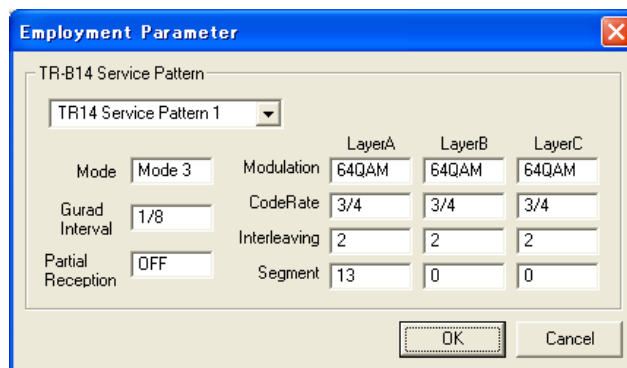 Employment Parameter
TR-B14 Service Pattern
TR14 Service Pattern 1
LayerA LayerB LayerC
Mode Mode 3 Modulation 64QAM 64QAM 64QAM
Gurad Interval 1/8 CodeRate 3/4 3/4 3/4
Interleaving 2 2 2
Partial Reception OFF Segment 13 0 0
OK Cancel